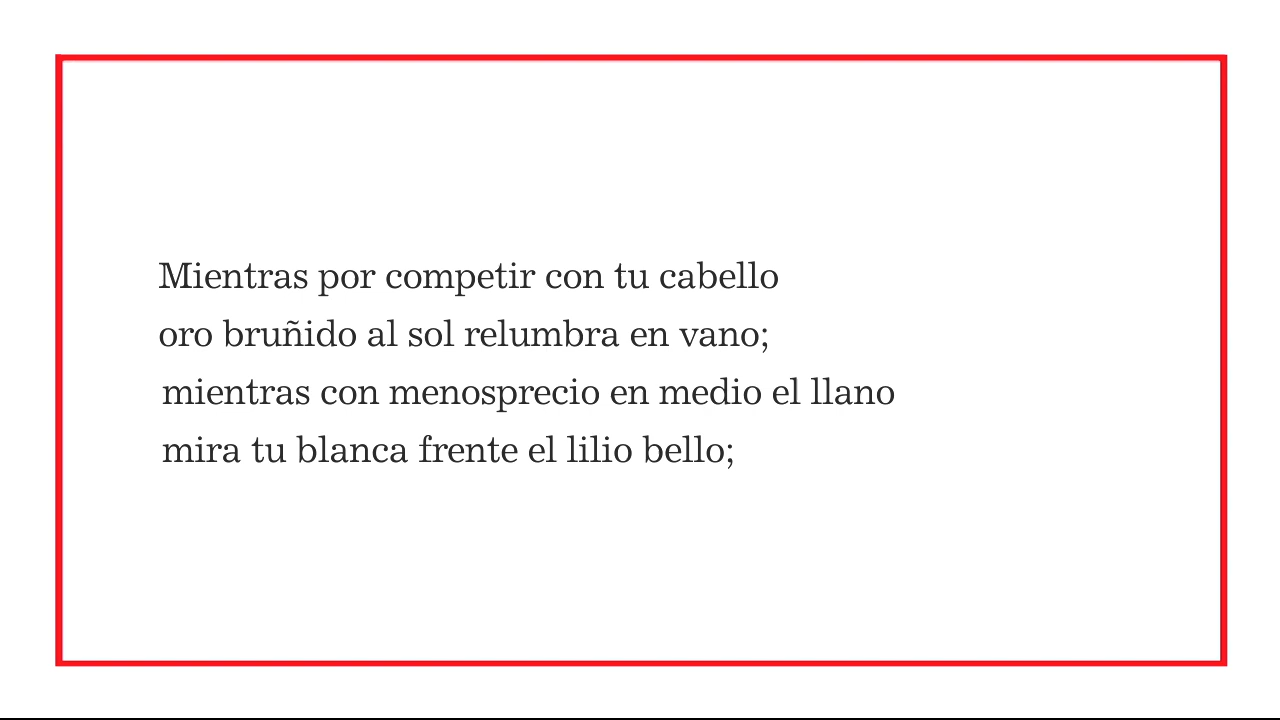 Mientras por competir con tu cabello
oro bruñido al sol relumbra en vano;
mientras con menosprecio en medio el llano
mira tu blanca frente el lilio bello;